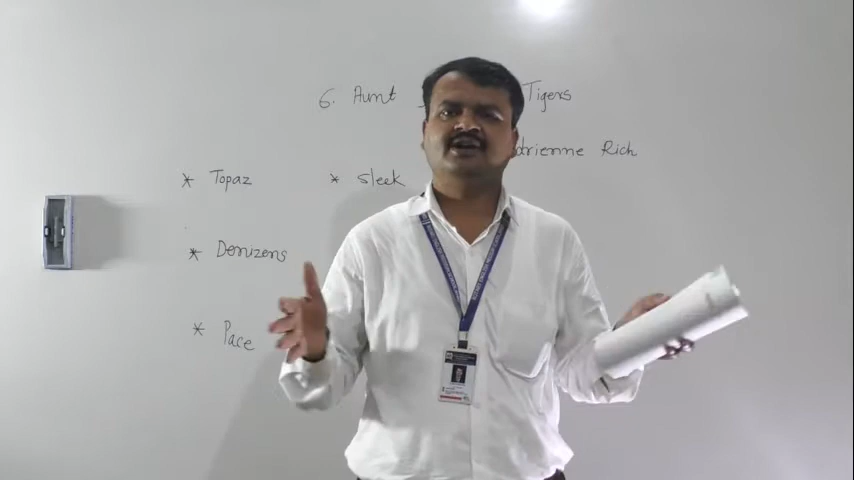 6. Aunt Tigers
drienne Rich
* Topaz * Sleek
* Denizens
* Pace